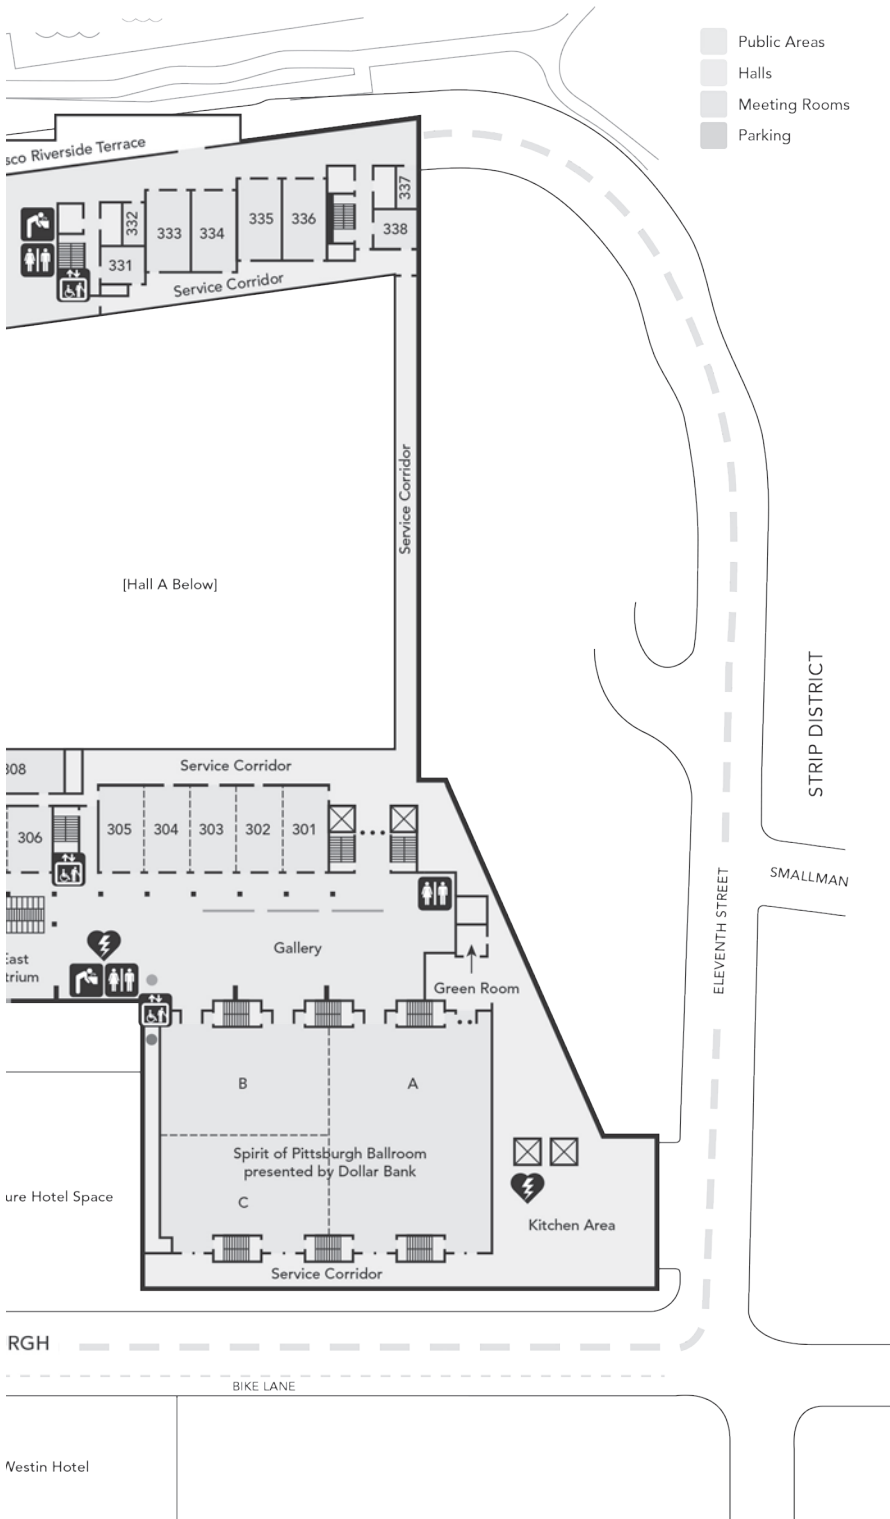 Public Areas
Halls
Meeting Rooms
Parking
sco Riverside Terrace
332
333
334
335
336
337
338
331
Service Corridor
Service Corridor
[Hall A Below]
STRIP DISTRICT
308
Service Corridor
306
305
304
303
302
301
SMALLMAN
ELEVENTH STREET
East
trium
Gallery
Green Room
B
A
Spirit of Pittsburgh Ballroom
presented by Dollar Bank
C
ure Hotel Space
Kitchen Area
Service Corridor
RGH
BIKE LANE
Westin Hotel